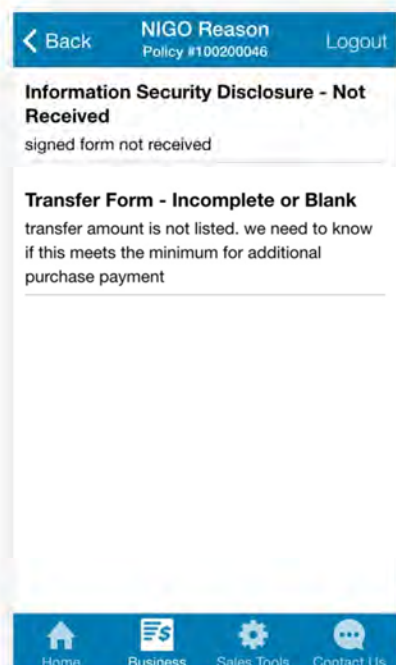 Back
NIGO Reason
Logout
Policy #100200046
Information Security Disclosure - Not
Received
signed form not received
Transfer Form - Incomplete or Blank
transfer amount is not listed. we need to know
if this meets the minimum for additional
purchase payment
Home Business Sales Tools Contact Us